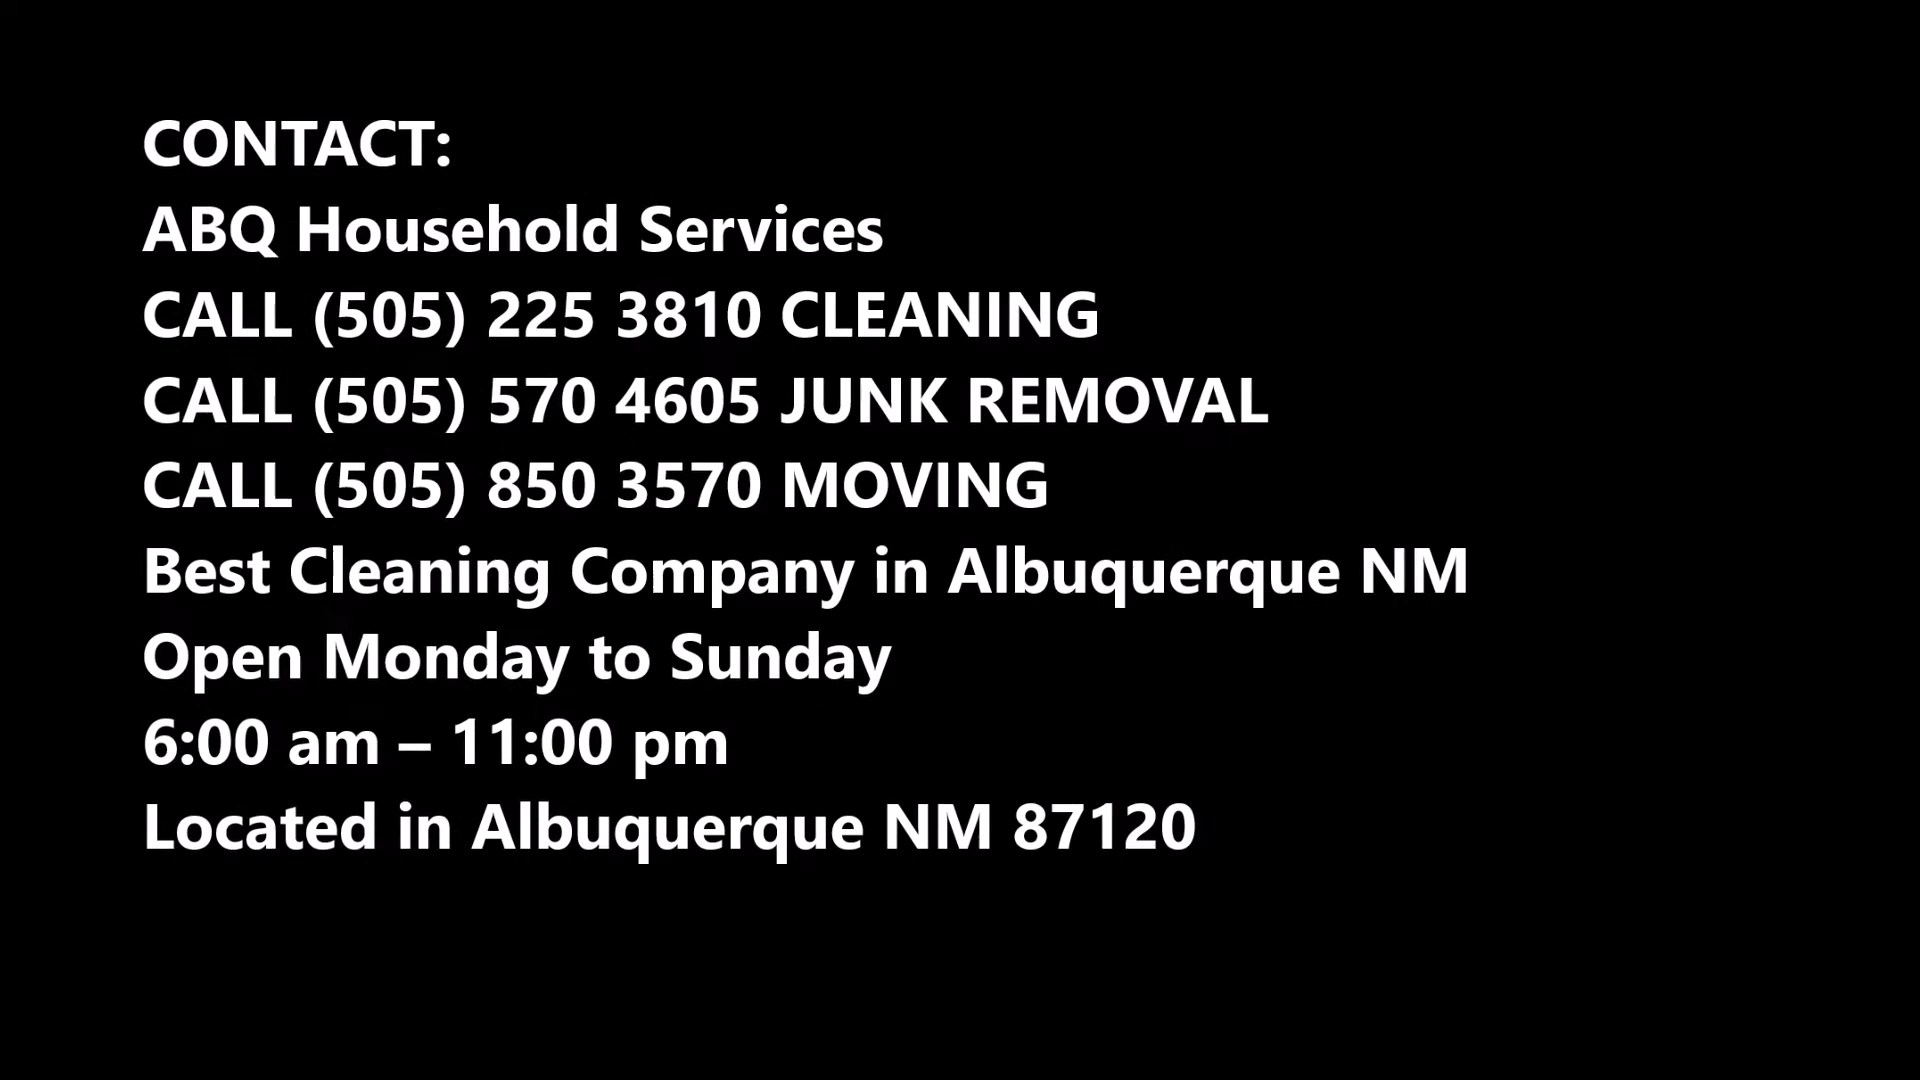 CONTACT:
ABQ Household Services
CALL (505) 225 3810 CLEANING
CALL (505) 570 4605 JUNK REMOVAL
CALL (505) 850 3570 MOVING
Best Cleaning Company in Albuquerque NM
Open Monday to Sunday
6:00 am – 11:00 pm
Located in Albuquerque NM 87120